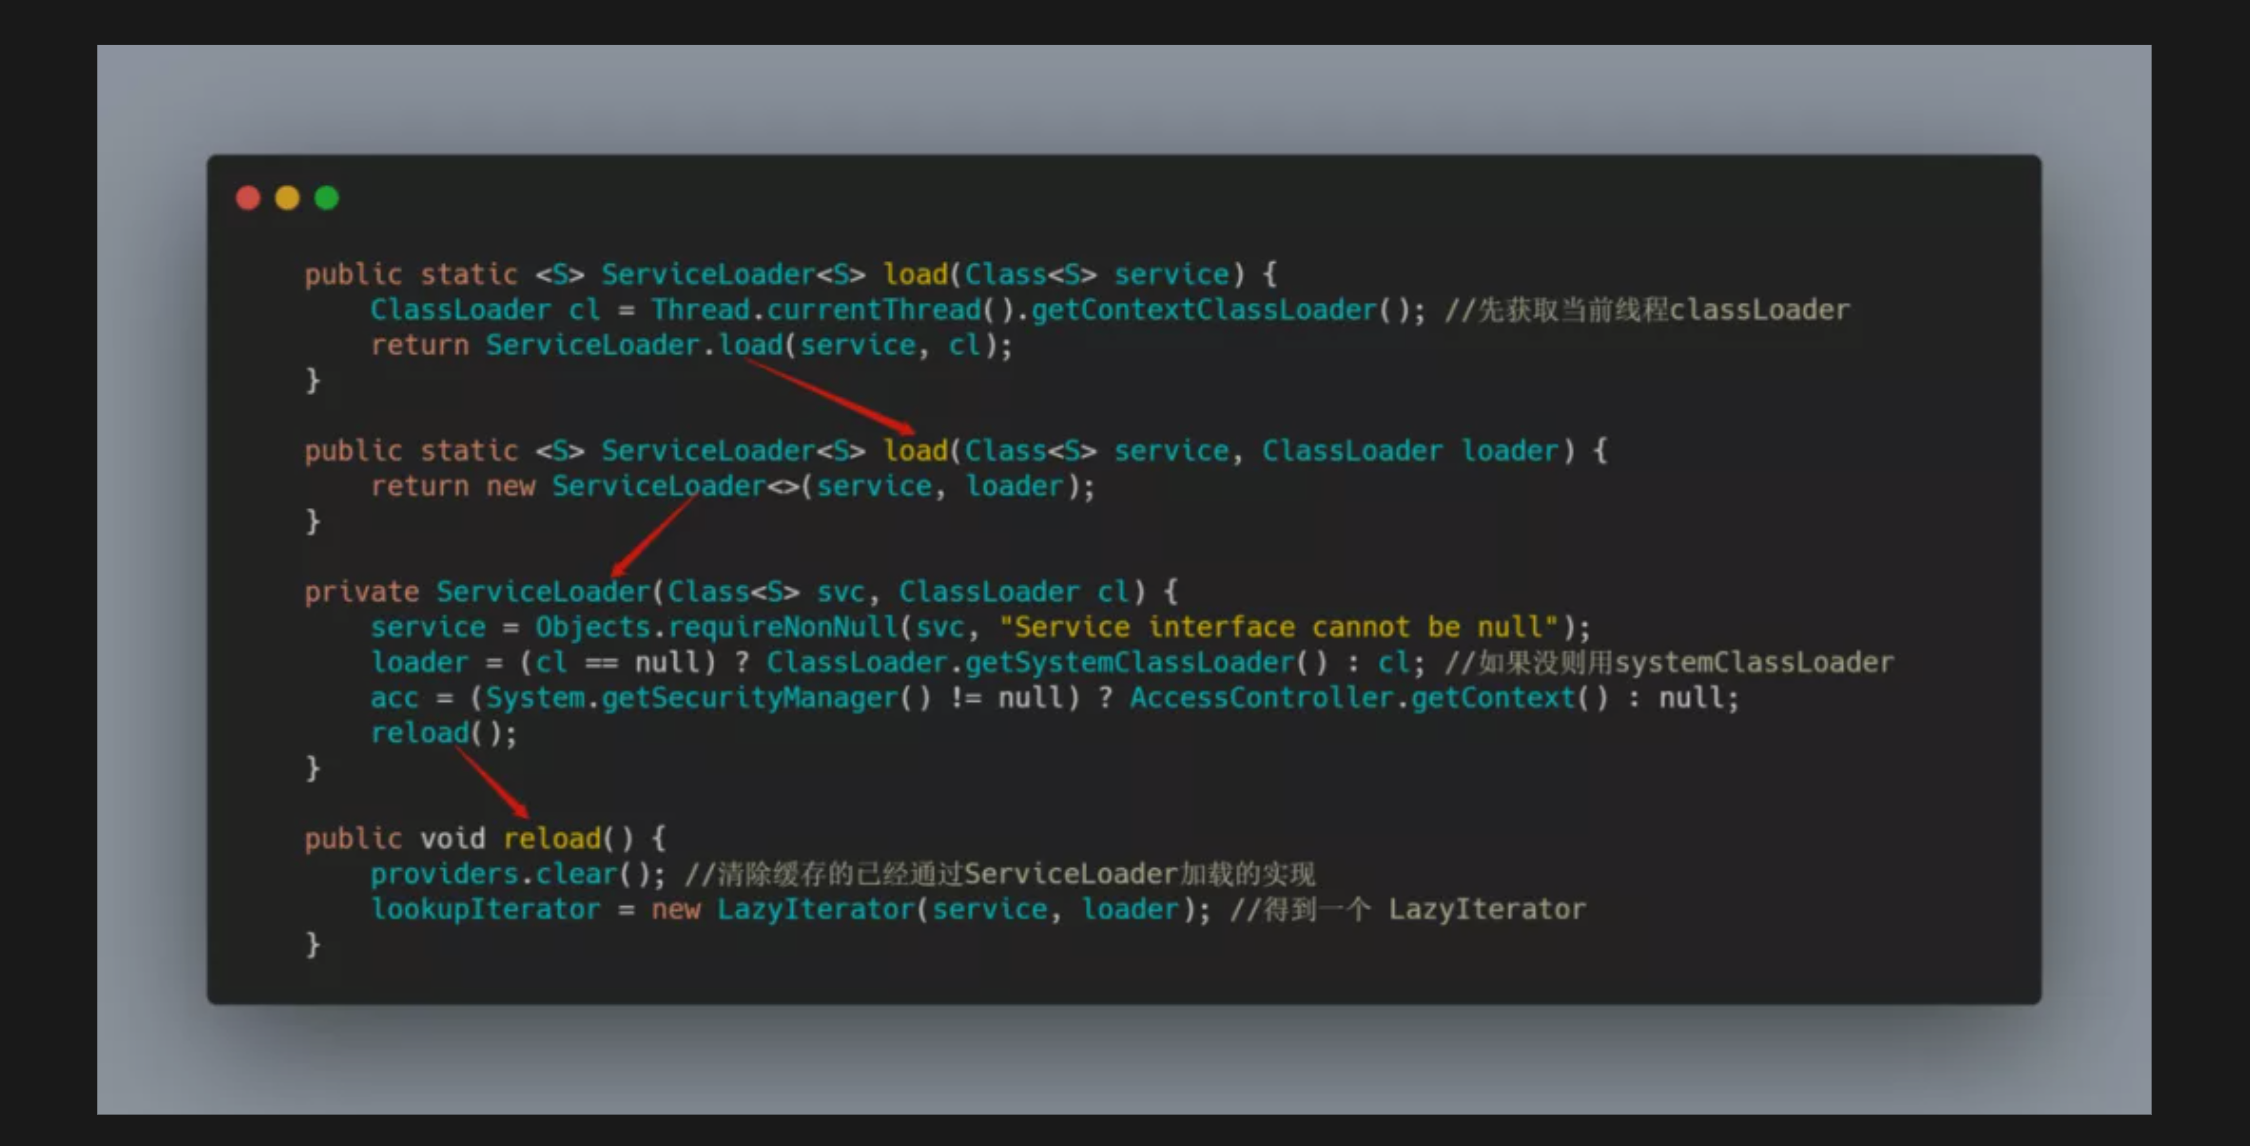 public static <S> ServiceLoader<S> load(Class<S> service) {
    ClassLoader cl = Thread.currentThread().getContextClassLoader(); //先获取当前线程classLoader
    return ServiceLoader.load(service, cl);
}
public static <S> ServiceLoader<S> load(Class<S> service, ClassLoader loader) {
    return new ServiceLoader<>(service, loader);
}
private ServiceLoader(Class<S> svc, ClassLoader cl) {
    service = Objects.requireNonNull(svc, "Service interface cannot be null");
    loader = (cl == null) ? ClassLoader.getSystemClassLoader() : cl; //如果没则用systemClassLoader
    acc = (System.getSecurityManager() != null) ? AccessController.getContext() : null;
    reload();
}
public void reload() {
    providers.clear(); //清除缓存的已经通过ServiceLoader加载的实现
    lookupIterator = new LazyIterator(service, loader); //得到一个 LazyIterator
}